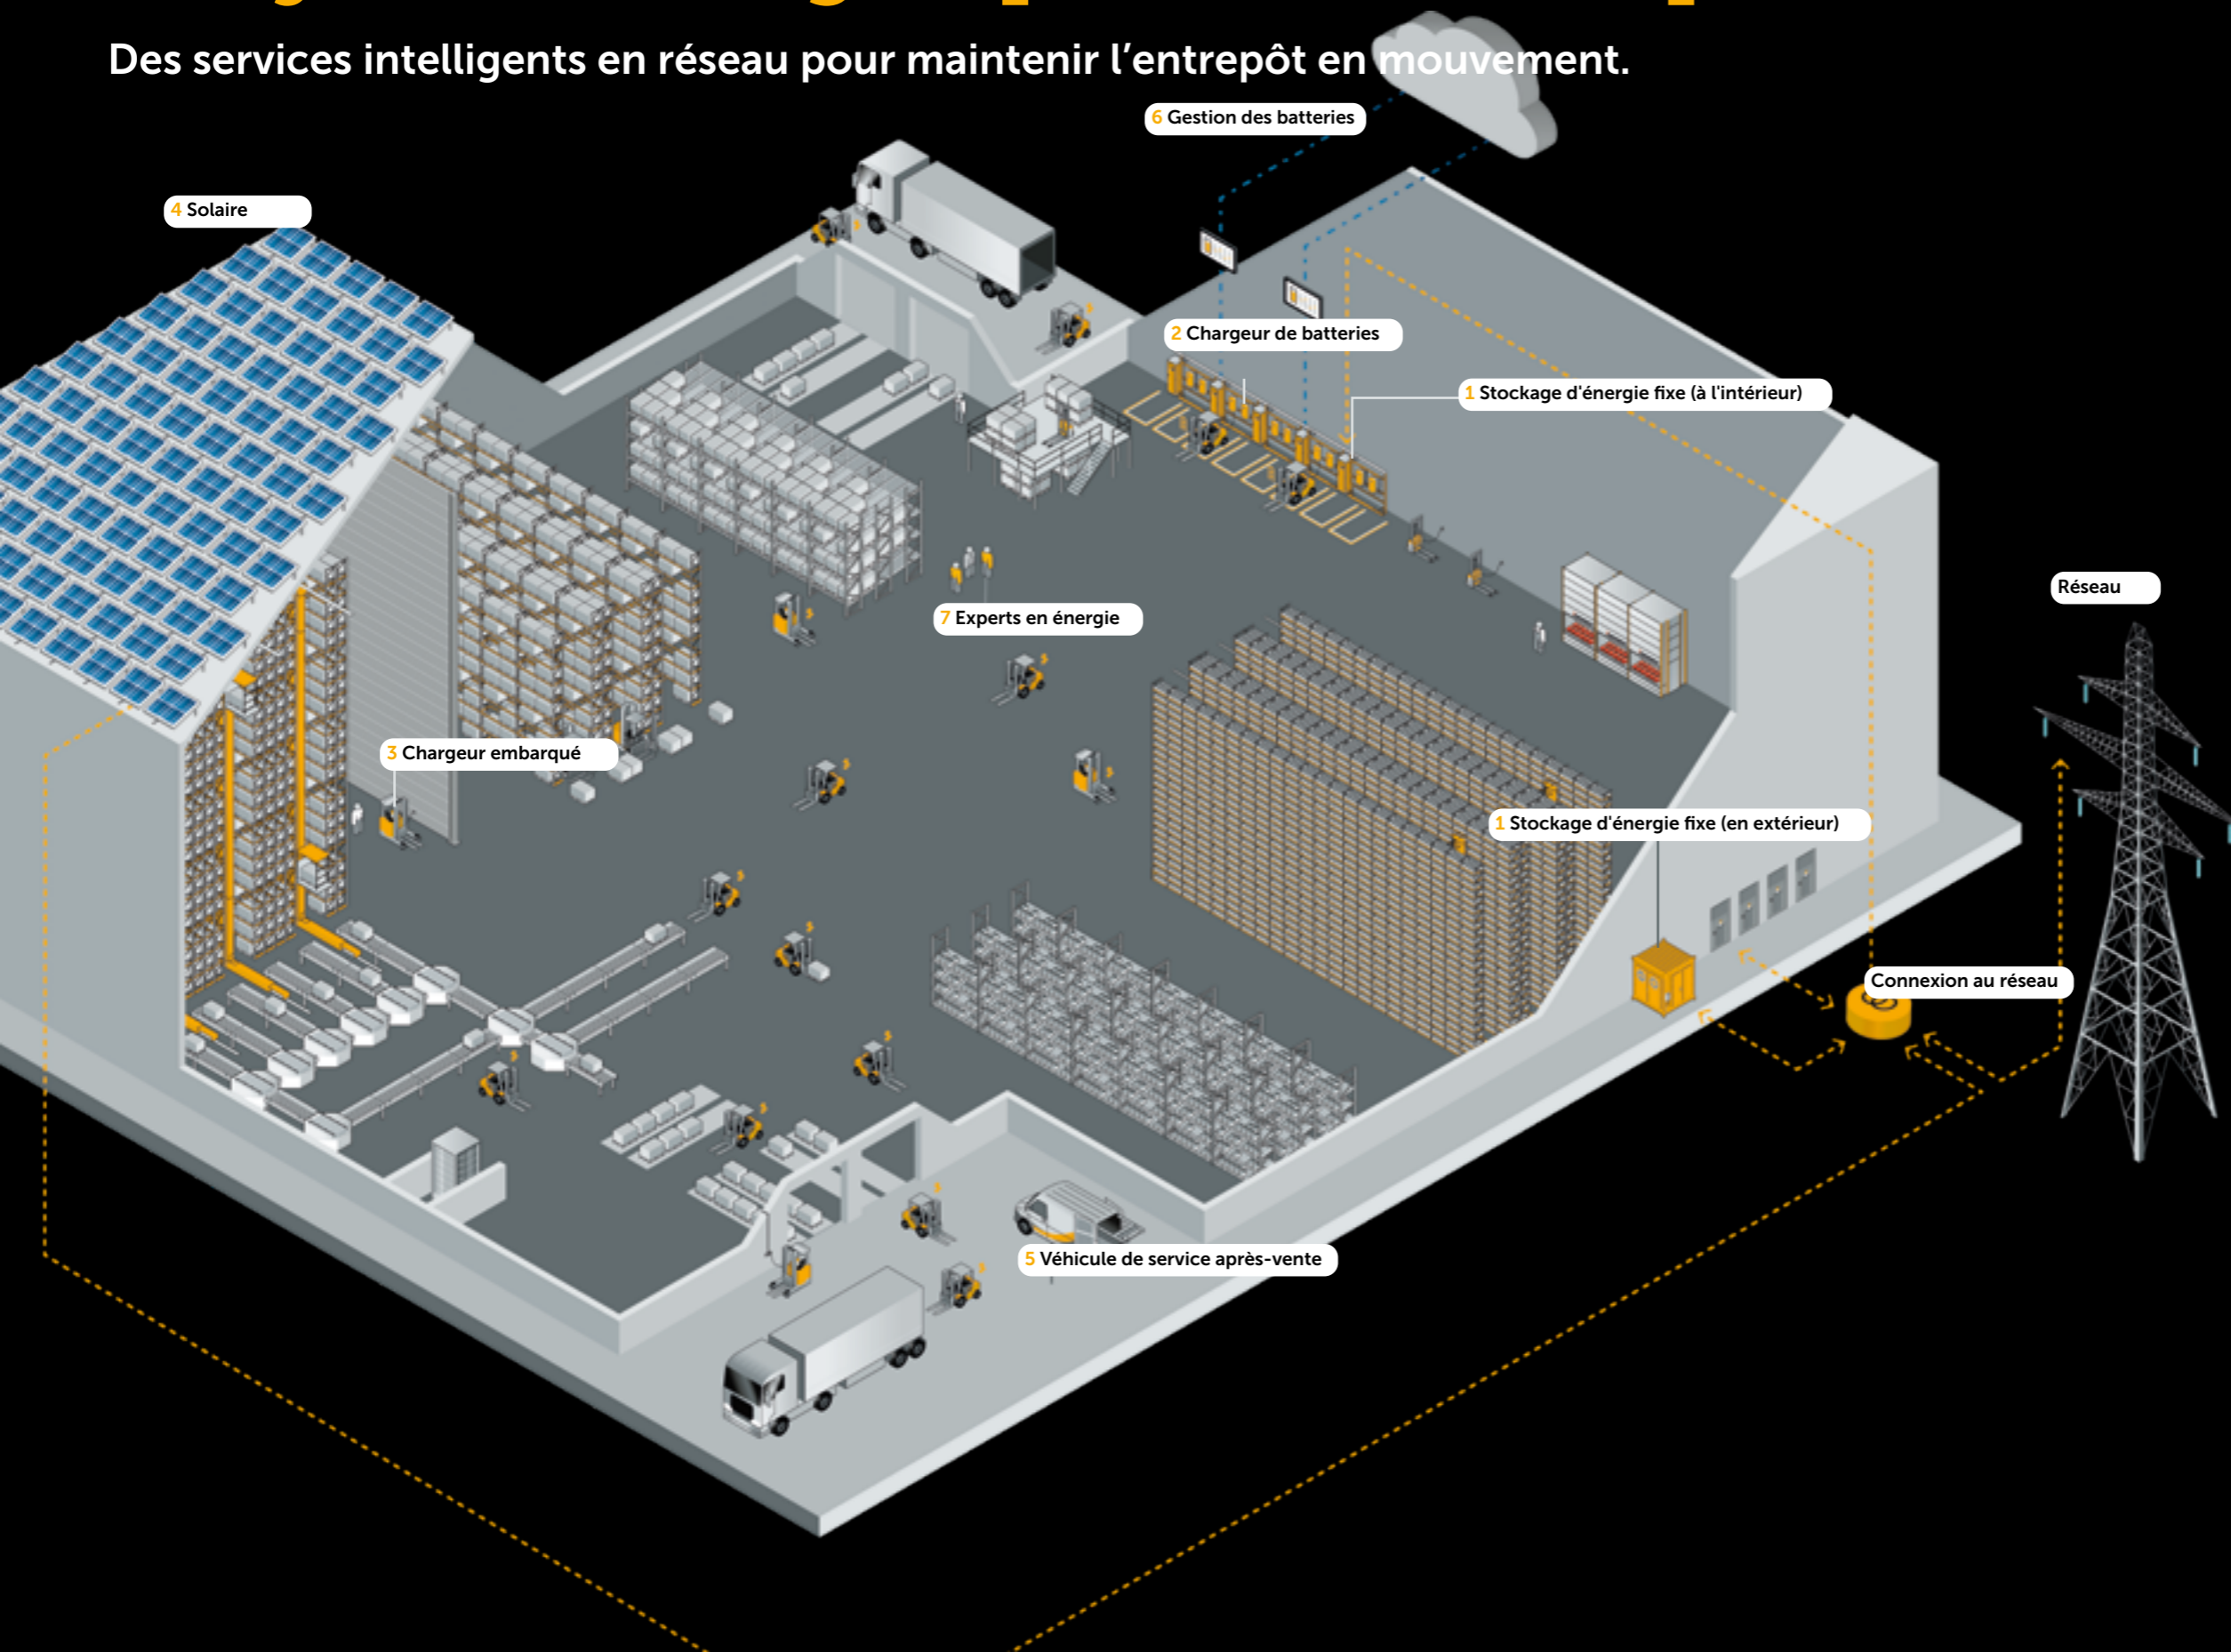 Des services intelligents en réseau pour maintenir l’entrepôt en mouvement.
6 Gestion des batteries
4 Solaire
2 Chargeur de batteries
1 Stockage d'énergie fixe (à l'intérieur)
Réseau
7 Experts en énergie
3 Chargeur embarqué
1 Stockage d'énergie fixe (en extérieur)
Connexion au réseau
5 Véhicule de service après-vente